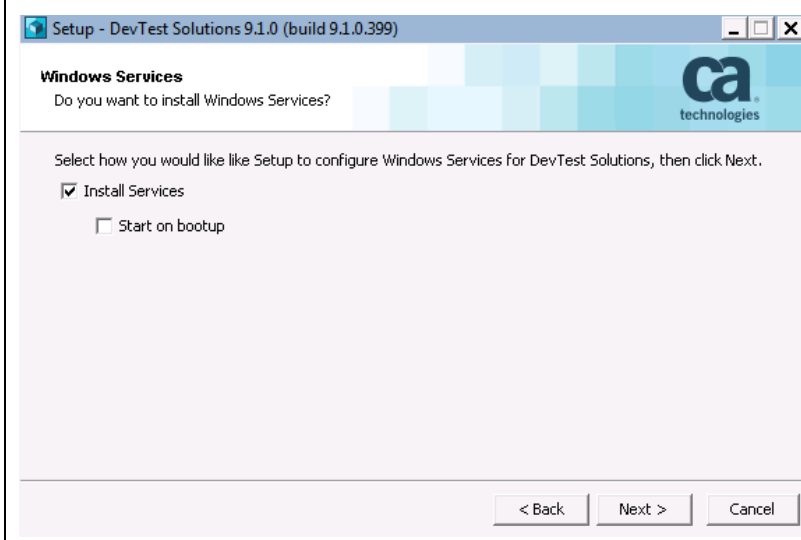 Setup - DevTest Solutions 9.1.0 (build 9.1.0.399)
Windows Services
Do you want to install Windows Services?
ca
technologies
Select how you would like like Setup to configure Windows Services for DevTest Solutions, then click Next.
Install Services
Start on bootup
< Back
Next >
Cancel